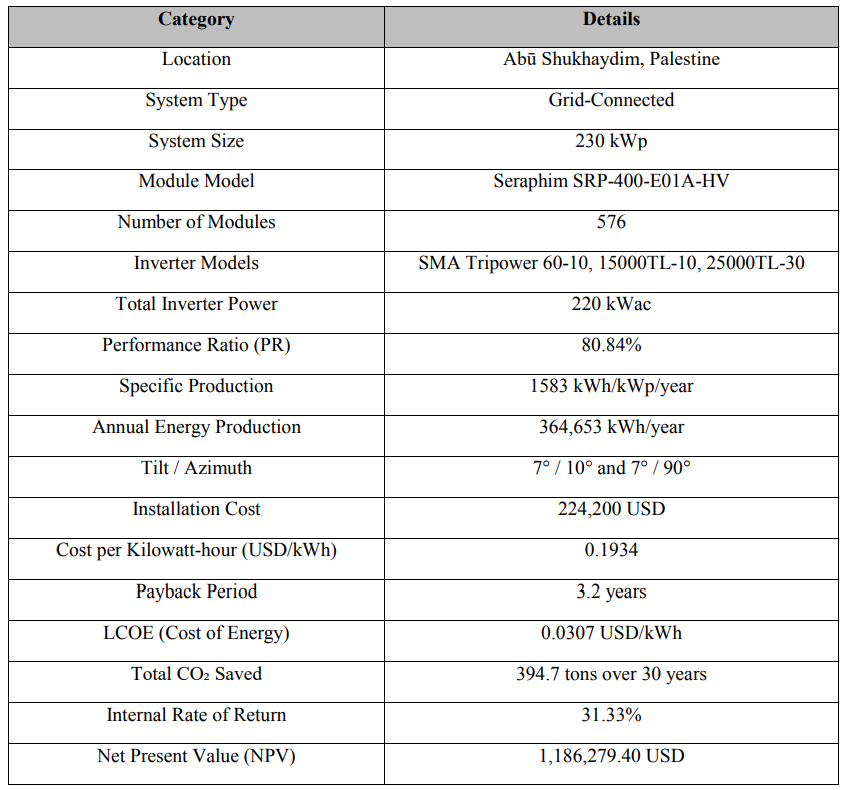 Category Details
Location Abū Shukhaydim, Palestine
System Type Grid-Connected
System Size 230 kWp
Module Model Seraphim SRP-400-E01A-HV
Number of Modules 576
Inverter Models SMA Tripower 60-10, 15000TL-10, 25000TL-30
Total Inverter Power 220 kWac
Performance Ratio (PR) 80.84%
Specific Production 1583 kWh/kWp/year
Annual Energy Production 364,653 kWh/year
Tilt / Azimuth 7° / 10° and 7° / 90°
Installation Cost 224,200 USD
Cost per Kilowatt-hour (USD/kWh) 0.1934
Payback Period 3.2 years
LCOE (Cost of Energy) 0.0307 USD/kWh
Total CO₂ Saved 394.7 tons over 30 years
Internal Rate of Return 31.33%
Net Present Value (NPV) 1,186,279.40 USD